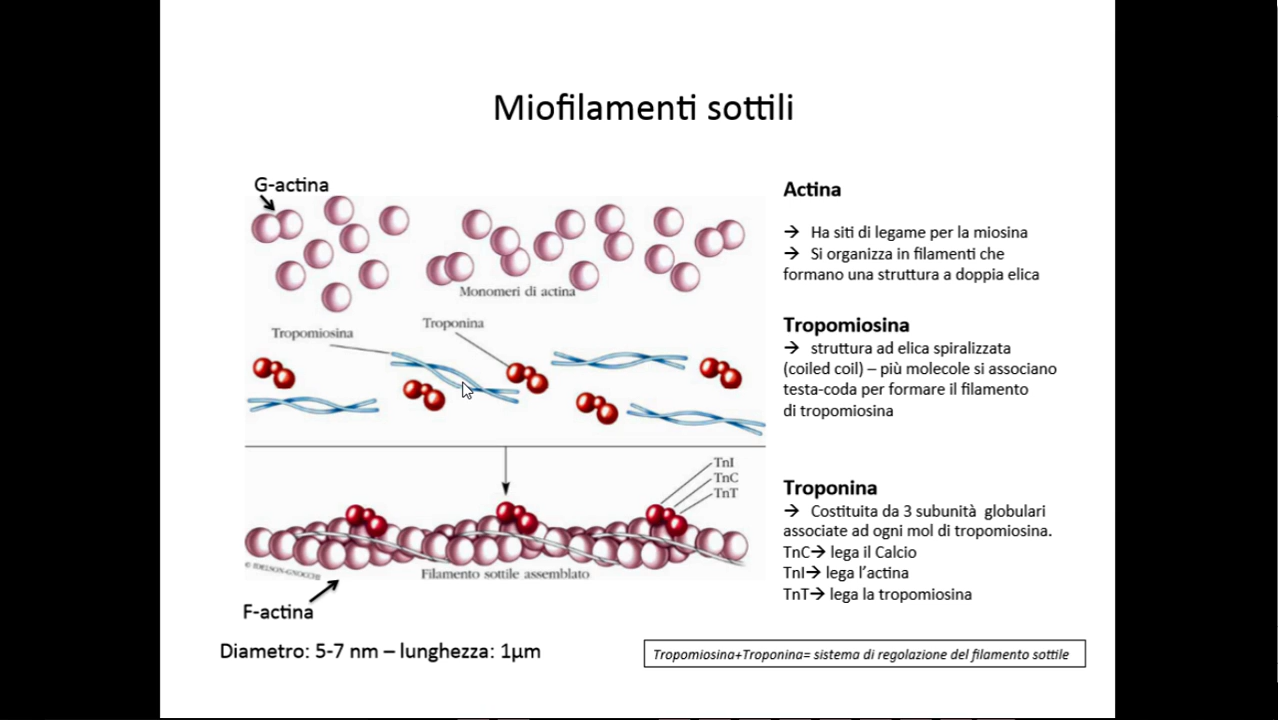 Miofilamenti sottili
G-actina
Monomeri di actina
Tropomiosina
Troponina
TnI
TnC
TnT
© IDELSON-GNOCCHI
Filamento sottile assemblato
F-actina
Diametro: 5-7 nm – lunghezza: 1µm
Actina
→ Ha siti di legame per la miosina
→ Si organizza in filamenti che
formano una struttura a doppia elica
Tropomiosina
→ struttura ad elica spiralizzata
(coiled coil) – più molecole si associano
testa-coda per formare il filamento
di tropomiosina
Troponina
→ Costituita da 3 subunità globulari
associate ad ogni mol di tropomiosina.
TnC→ lega il Calcio
TnI→ lega l'actina
TnT→ lega la tropomiosina
Tropomiosina+Troponina= sistema di regolazione del filamento sottile